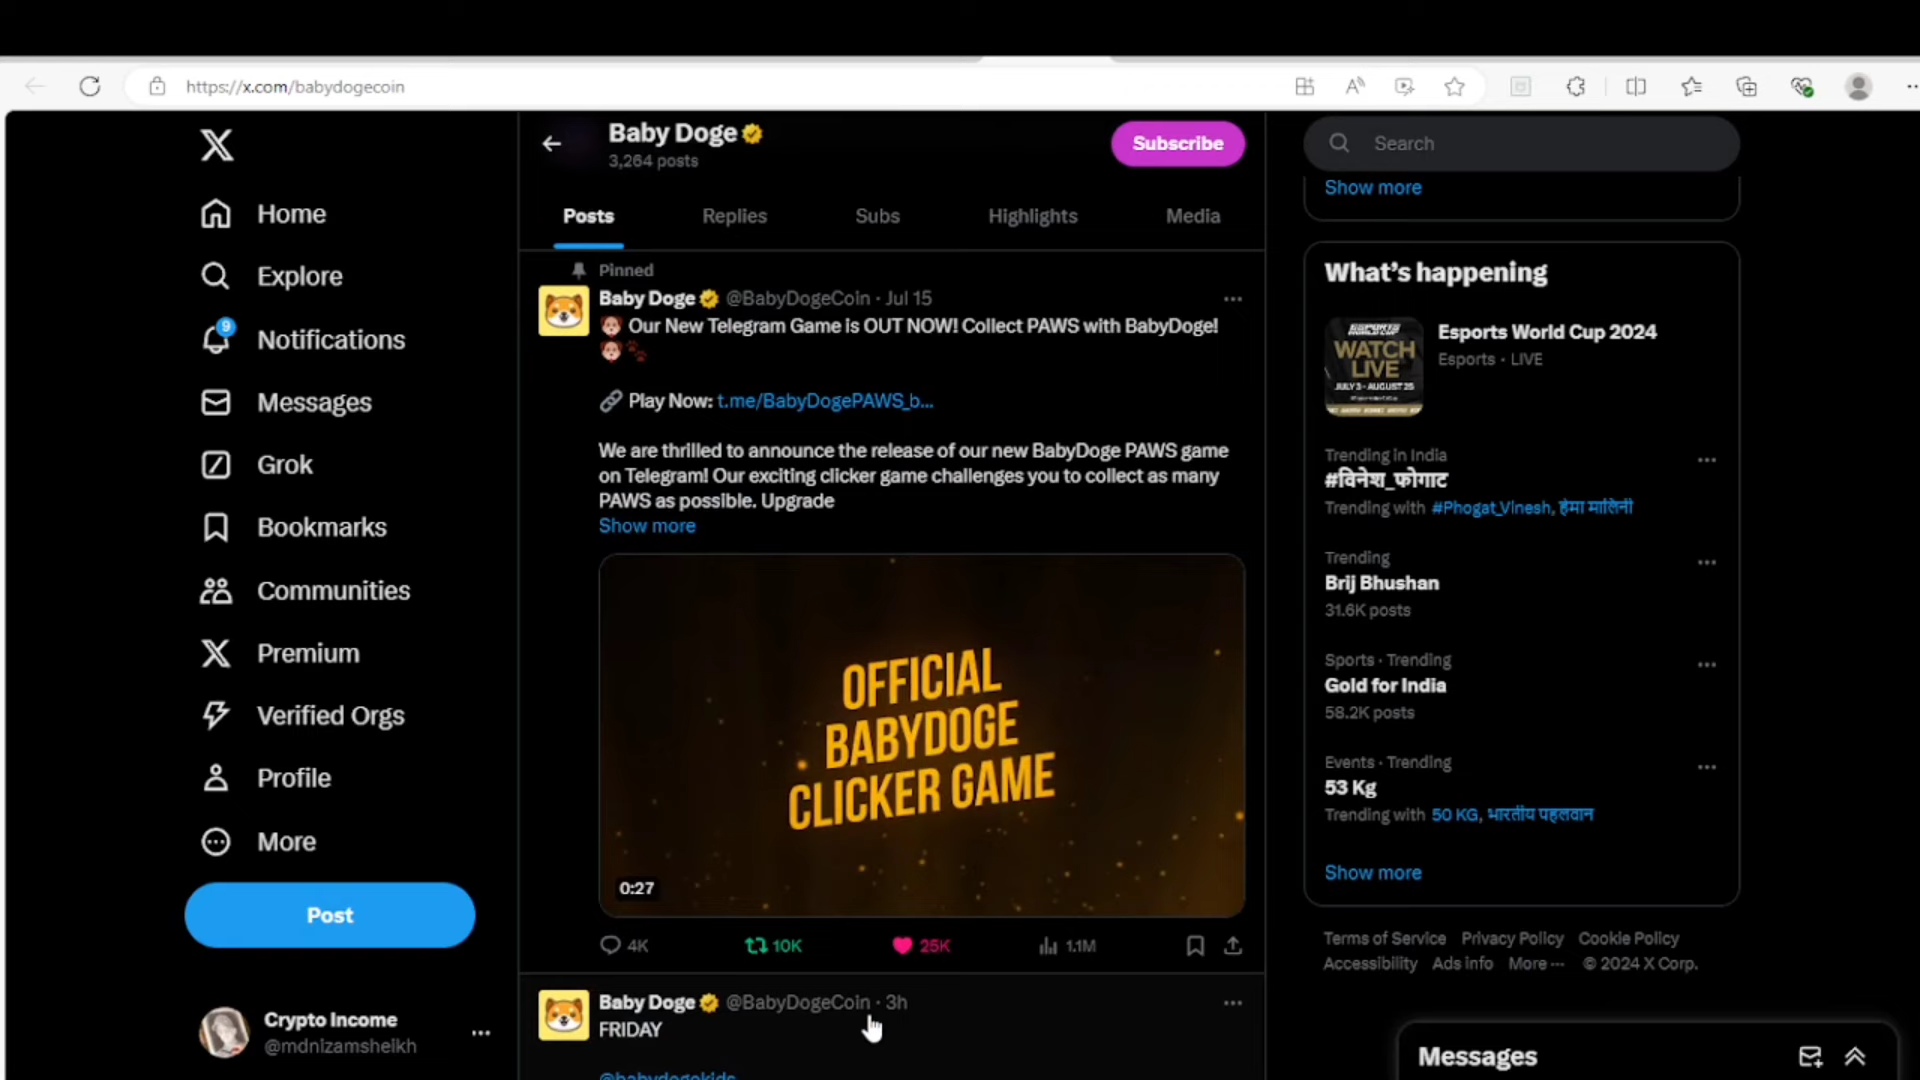 https://x.com/babydogecoin
Home
Explore
9
Notifications
Messages
Grok
Bookmarks
Communities
Premium
Verified Orgs
Profile
More
Post
Crypto Income
@mdnizamsheikh
Baby Doge
3,264 posts
Subscribe
Posts Replies Subs Highlights Media
Pinned
Baby Doge @BabyDogeCoin · Jul 15
Our New Telegram Game is OUT NOW! Collect PAWS with BabyDoge!
Play Now: t.me/BabyDogePAWS_b...
We are thrilled to announce the release of our new BabyDoge PAWS game
on Telegram! Our exciting clicker game challenges you to collect as many
PAWS as possible. Upgrade
Show more
OFFICIAL
BABYDOGE
CLICKER GAME
0:27
4K 10K 25K 1.1M
Baby Doge @BabyDogeCoin · 3h
FRIDAY
@babydogekids
Search
Show more
What's happening
WATCH
LIVE
JULY 3 - AUGUST 25
Esports World Cup 2024
Esports · LIVE
Trending in India
#विनेश_फोगाट
Trending with #Phogat_Vinesh, हेमा मालिनी
Trending
Brij Bhushan
31.6K posts
Sports · Trending
Gold for India
58.2K posts
Events · Trending
53 Kg
Trending with 50 KG, भारतीय पहलवान
Show more
Terms of Service Privacy Policy Cookie Policy
Accessibility Ads info More ··· © 2024 X Corp.
Messages